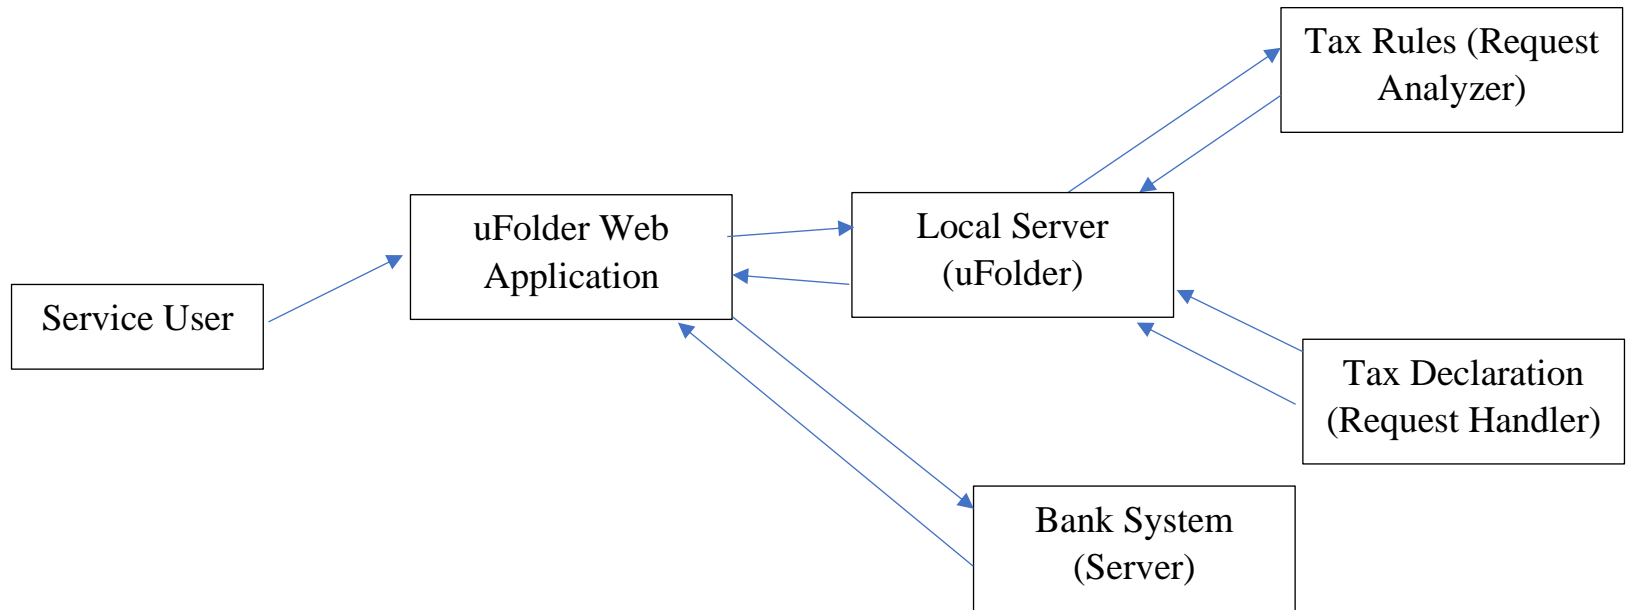 Service User
uFolder Web
Application
Local Server
(uFolder)
Tax Rules (Request
Analyzer)
Tax Declaration
(Request Handler)
Bank System
(Server)